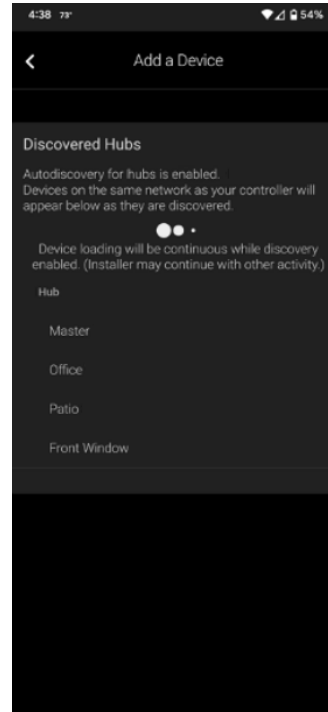 4:38 73° 54%
Add a Device
Discovered Hubs
Autodiscovery for hubs is enabled.
Devices on the same network as your controller will
appear below as they are discovered.
Device loading will be continuous while discovery
enabled. (Installer may continue with other activity.)
Hub
Master
Office
Patio
Front Window